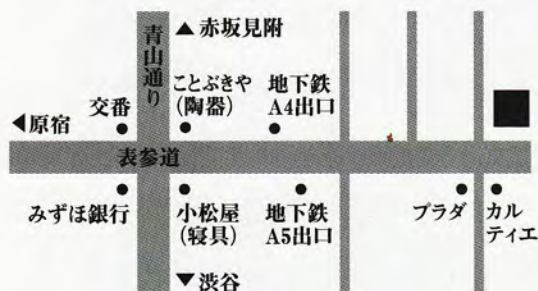 ▲赤坂見附
青山通り
ことぶきや
(陶器)
地下鉄
A4出口
交番
◀原宿
表参道
みずほ銀行
小松屋
(寝具)
地下鉄
A5出口
プラダ
カル
ティエ
▼渋谷